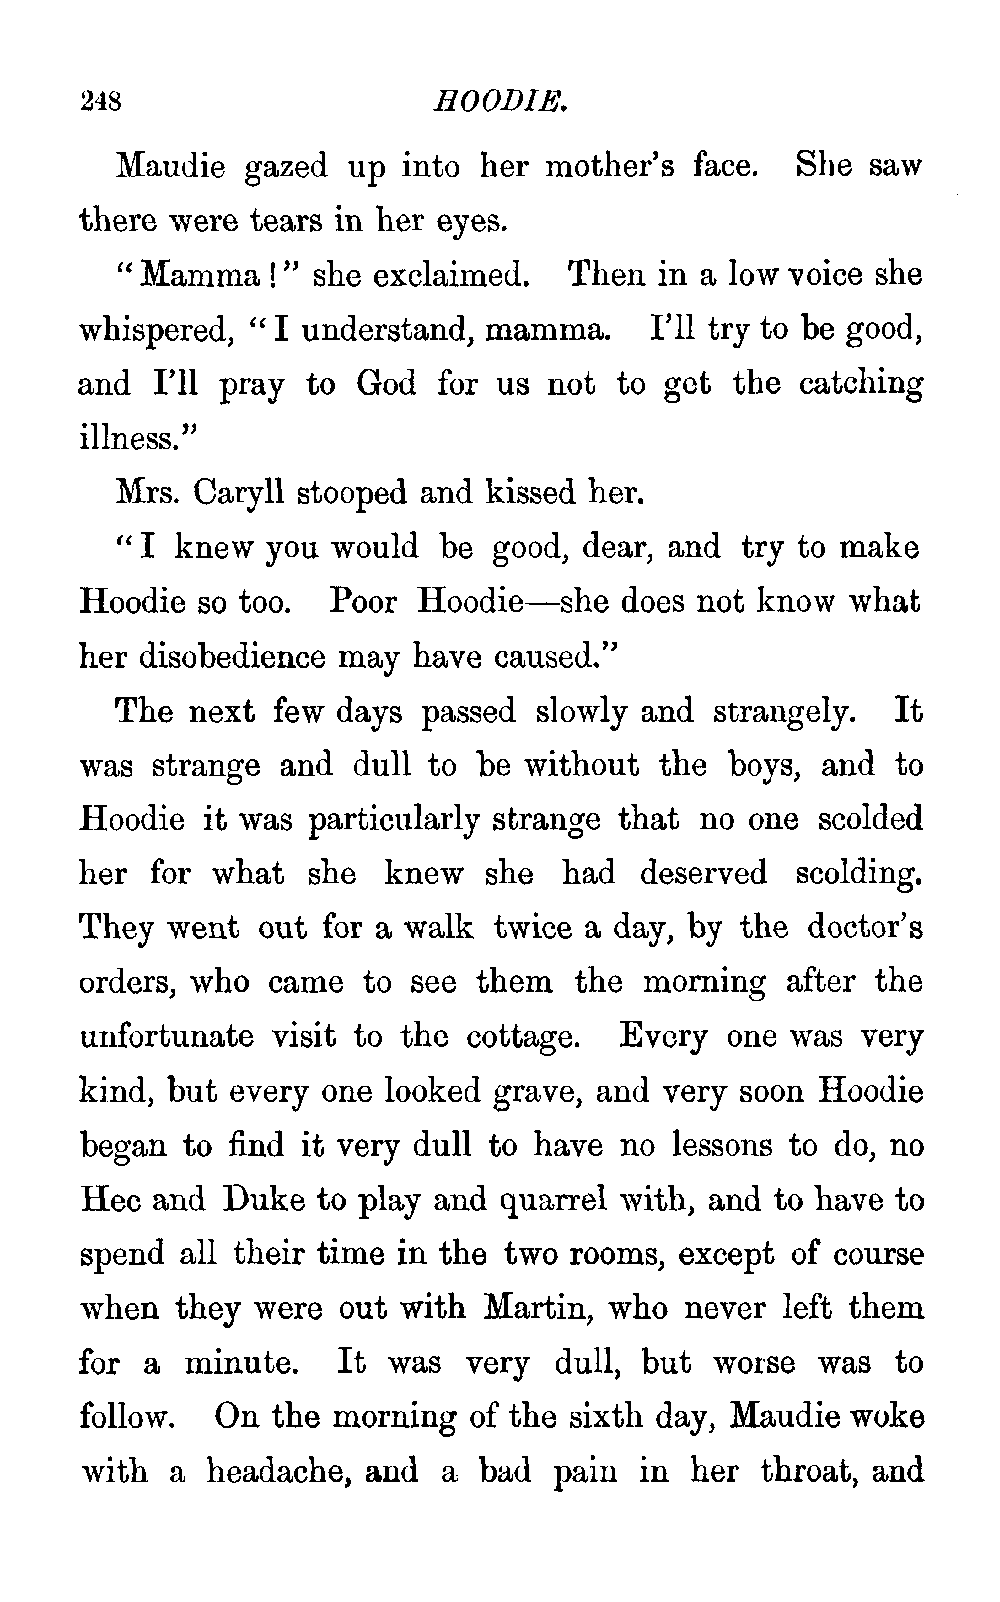 248 HOODIE.
Maudie gazed up into her mother's face. She saw
there were tears in her eyes.
"Mamma!" she exclaimed. Then in a low voice she
whispered, "I understand, mamma. I'll try to be good,
and I'll pray to God for us not to get the catching
illness."
Mrs. Caryll stooped and kissed her.
"I knew you would be good, dear, and try to make
Hoodie so too. Poor Hoodie—she does not know what
her disobedience may have caused."
The next few days passed slowly and strangely. It
was strange and dull to be without the boys, and to
Hoodie it was particularly strange that no one scolded
her for what she knew she had deserved scolding.
They went out for a walk twice a day, by the doctor's
orders, who came to see them the morning after the
unfortunate visit to the cottage. Every one was very
kind, but every one looked grave, and very soon Hoodie
began to find it very dull to have no lessons to do, no
Hec and Duke to play and quarrel with, and to have to
spend all their time in the two rooms, except of course
when they were out with Martin, who never left them
for a minute. It was very dull, but worse was to
follow. On the morning of the sixth day, Maudie woke
with a headache, and a bad pain in her throat, and